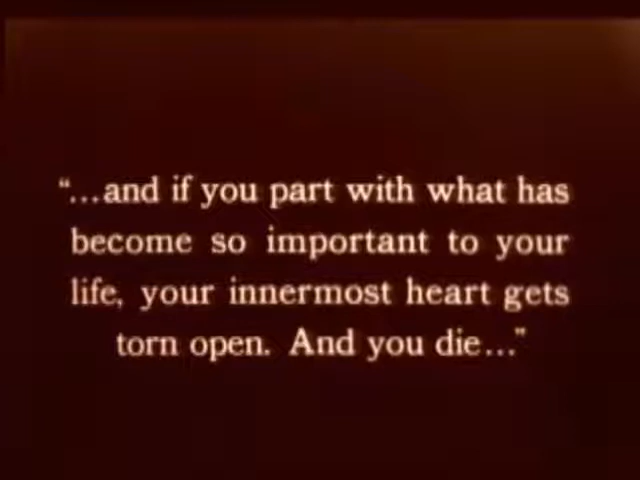 “...and if you part with what has
become so important to your
life, your innermost heart gets
torn open. And you die...”